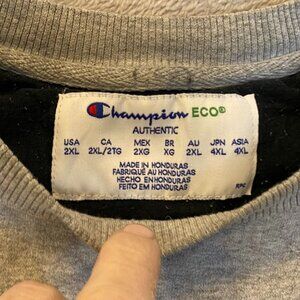 Champion ECO®
AUTHENTIC
USA CA MEX BR AU JPN ASIA
2XL 2XL/2TG 2XG XG 2XL 4XL 4XL
MADE IN HONDURAS
FABRIQUÉ AU HONDURAS
HECHO EN HONDURAS
FEITO EM HONDURAS
RPC